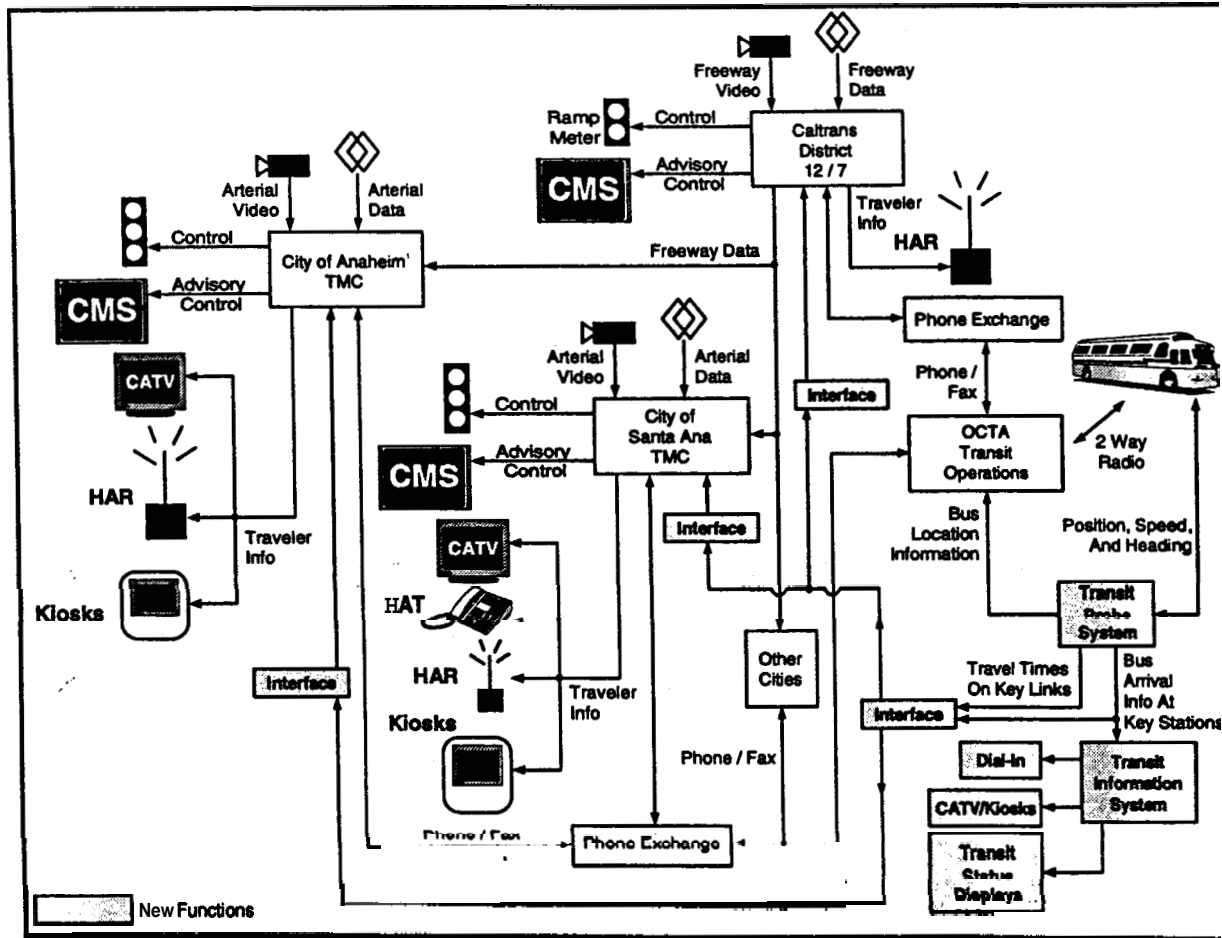 Freeway
Video
Freeway
Data
Ramp
Meter
Control
Caltrans
District
12 / 7
Advisory
Control
CMS
Traveler
Info
HAR
Arterial
Video
Arterial
Data
Control
City of Anaheim'
TMC
Advisory
Control
CMS
Freeway Data
Phone Exchange
CATV
Arterial
Video
Arterial
Data
Interface
Phone /
Fax
Control
City of
Santa Ana
TMC
OCTA
Transit
Operations
2 Way
Radio
Advisory
Control
CMS
HAR
Traveler
Info
Interface
Bus
Location
Information
Position, Speed,
And Heading
CATV
HAT
Kiosks
Transit
Probe
System
Other
Cities
HAR
Traveler
Info
Interface
Travel Times
On Key Links
Bus
Arrival
Info At
Key Stations
Interface
Kiosks
Phone / Fax
Dial-In
Transit
Information
System
CATV/Kiosks
Phone / Fax
Phone Exchange
Transit
Status
Displays
New Functions